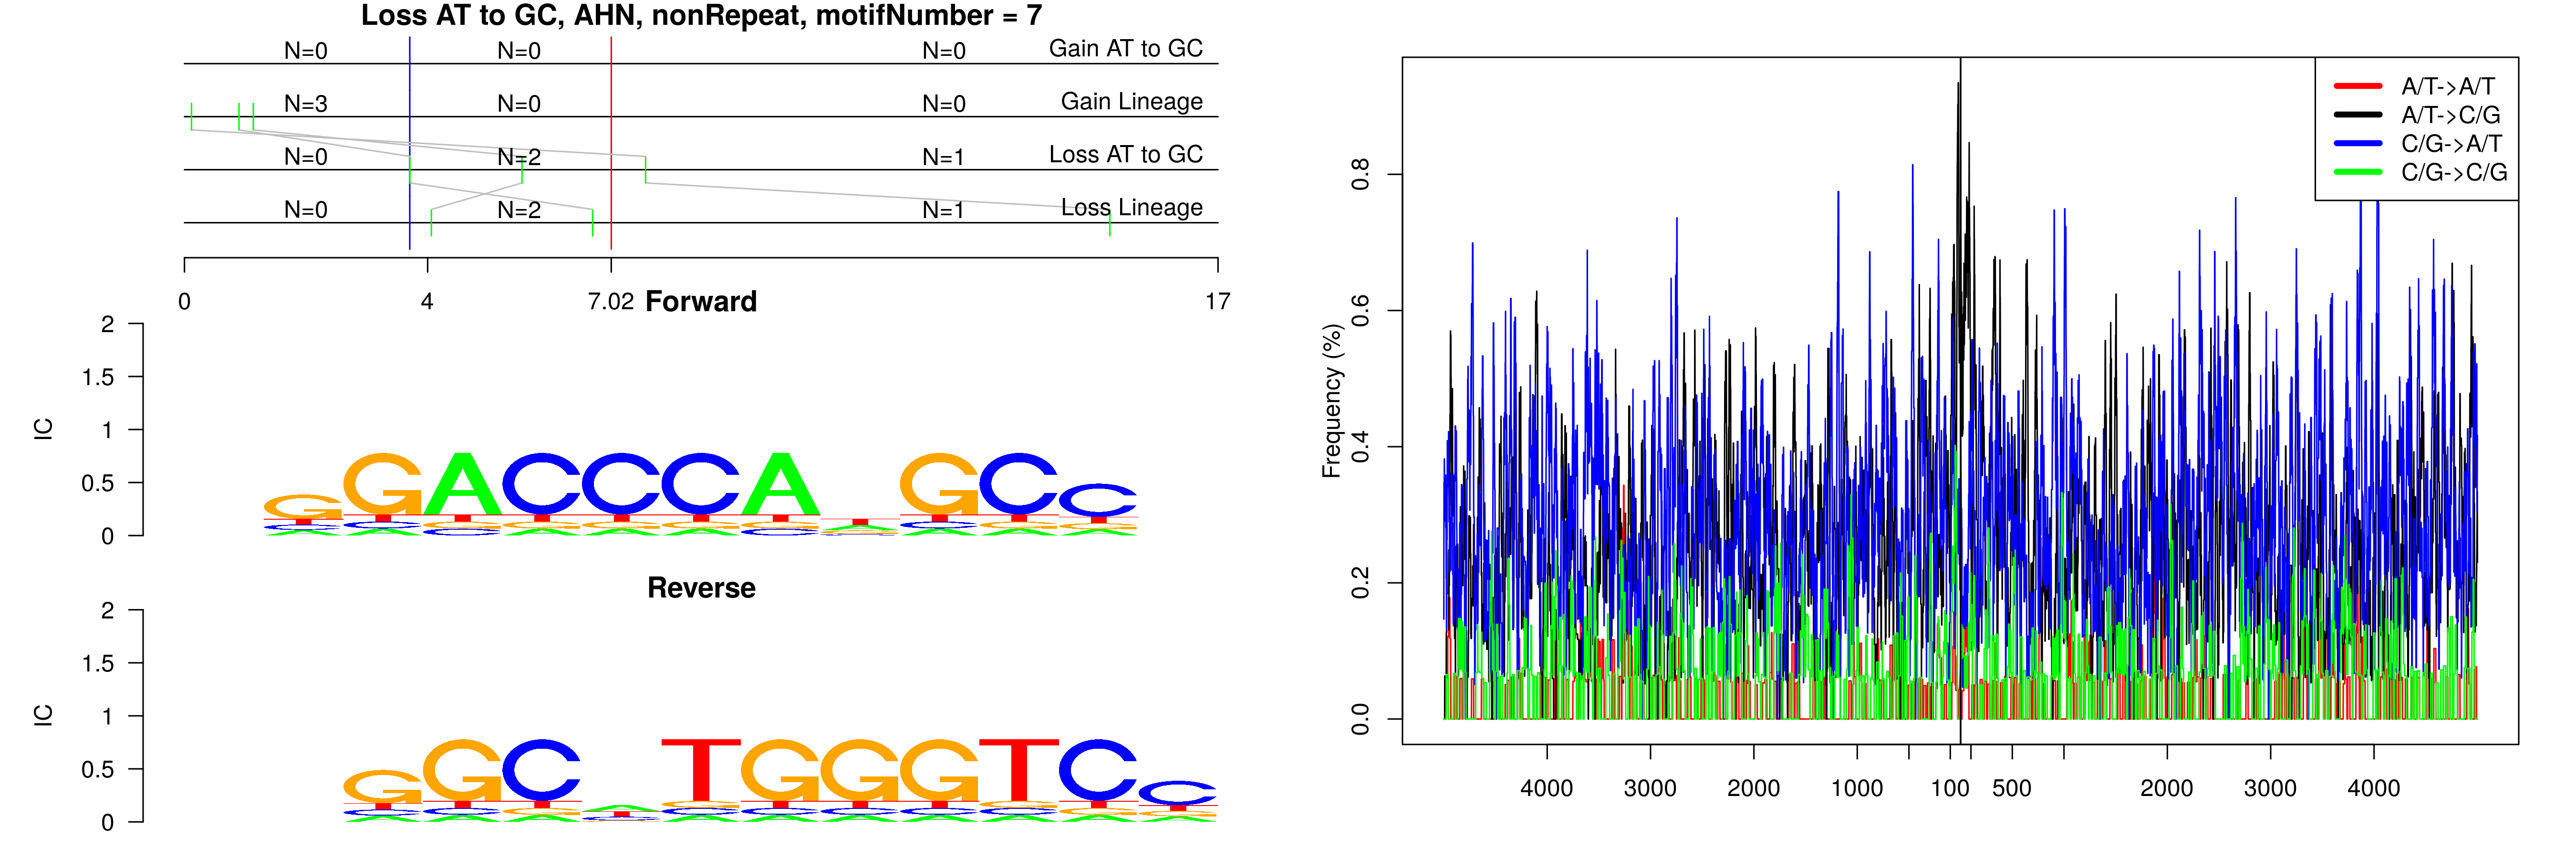 Loss AT to GC, AHN, nonRepeat, motifNumber = 7
N=0 N=0 N=0 Gain AT to GC
N=3 N=0 N=0 Gain Lineage
N=0 N=2 N=1 Loss AT to GC
N=0 N=2 N=1 Loss Lineage
0 4 7.02 17
Forward
2
1.5
1
0.5
0
IC
GGACCCATGCC
Reverse
2
1.5
1
0.5
0
IC
GGCATGGGTCC
A/T->A/T
A/T->C/G
C/G->A/T
C/G->C/G
Frequency (%)
0.8
0.6
0.4
0.2
0.0
4000 3000 2000 1000 100 500 2000 3000 4000